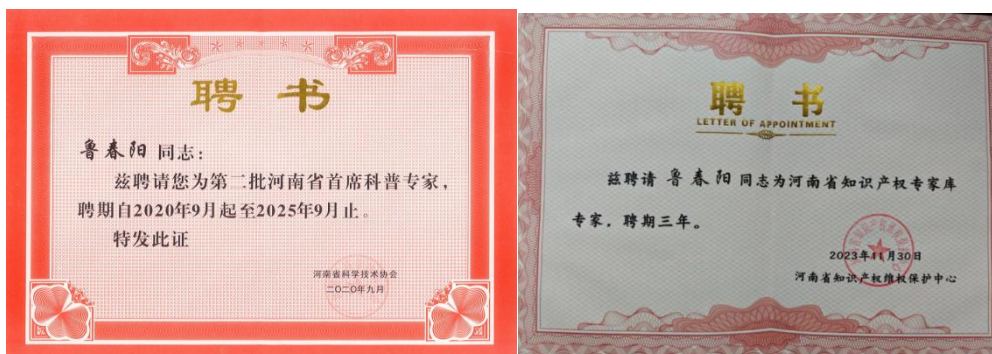 聘 书
鲁春阳 同志：
兹聘请您为第二批河南省首席科普专家，
聘期自2020年9月起至2025年9月止。
特发此证
河南省科学技术协会
二〇二〇年九月
聘 书
LETTER OF APPOINTMENT
兹聘请 鲁春阳 同志为河南省知识产权专家库
专家，聘期三年。
2023年11月30日
河南省知识产权维权保护中心